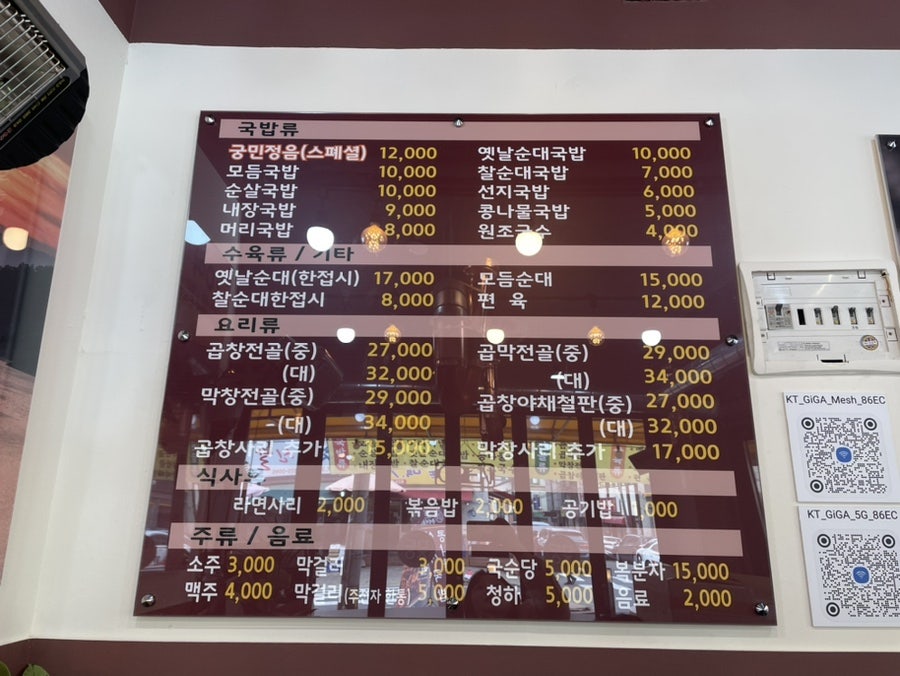 국밥류
궁민정음(스폐셜) 12,000 옛날순대국밥 10,000
모듬국밥 10,000 찰순대국밥 7,000
순살국밥 10,000 선지국밥 6,000
내장국밥 9,000 콩나물국밥 5,000
머리국밥 8,000 원조국수 4,000
수육류 / 기타
옛날순대(한접시) 17,000 모듬순대 15,000
찰순대한접시 8,000 편 육 12,000
요리류
곱창전골(중) 27,000 곱막전골(중) 29,000
(대) 32,000 (대) 34,000
막창전골(중) 29,000 곱창야채철판(중) 27,000
(대) 34,000 (대) 32,000
곱창사리 추가 15,000 막창사리 추가 17,000
식사
라면사리 2,000 볶음밥 2,000 공기밥
주류 / 음료
소주 3,000 막걸리 3,000 국순당 5,000 복분자 15,000
맥주 4,000 막걸리(주전자 한통) 5,000 청하 5,000 음료 2,000
KT_GiGA_Mesh_86EC
KT_GiGA_5G_86EC